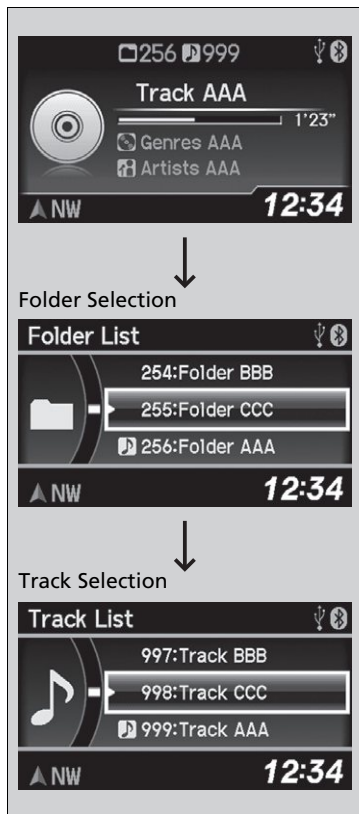 256 999
Track AAA
1'23"
Genres AAA
Artists AAA
NW 12:34
Folder Selection
Folder List
254:Folder BBB
255:Folder CCC
256:Folder AAA
NW 12:34
Track Selection
Track List
997:Track BBB
998:Track CCC
999:Track AAA
NW 12:34